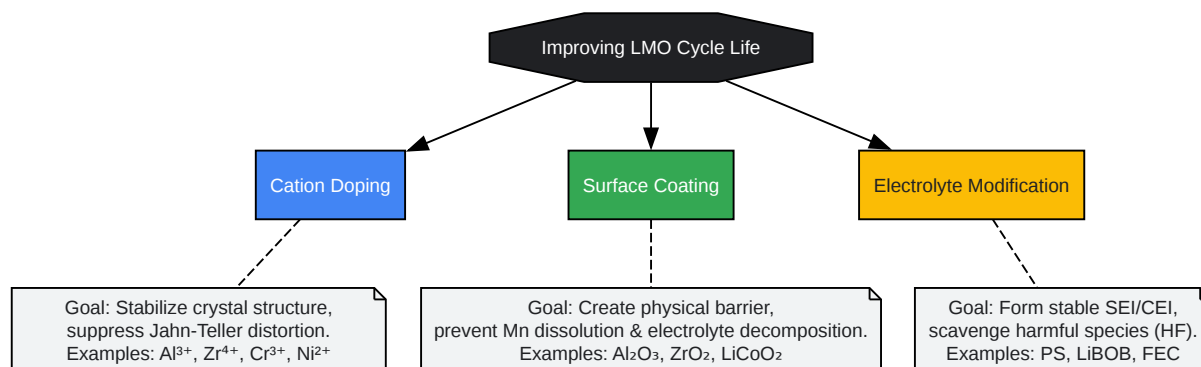 Improving LMO Cycle Life
Cation Doping
Surface Coating
Electrolyte Modification
Goal: Stabilize crystal structure,
suppress Jahn-Teller distortion.
Examples: Al³⁺, Zr⁴⁺, Cr³⁺, Ni²⁺
Goal: Create physical barrier,
prevent Mn dissolution & electrolyte decomposition.
Examples: Al₂O₃, ZrO₂, LiCoO₂
Goal: Form stable SEI/CEI,
scavenge harmful species (HF).
Examples: PS, LiBOB, FEC